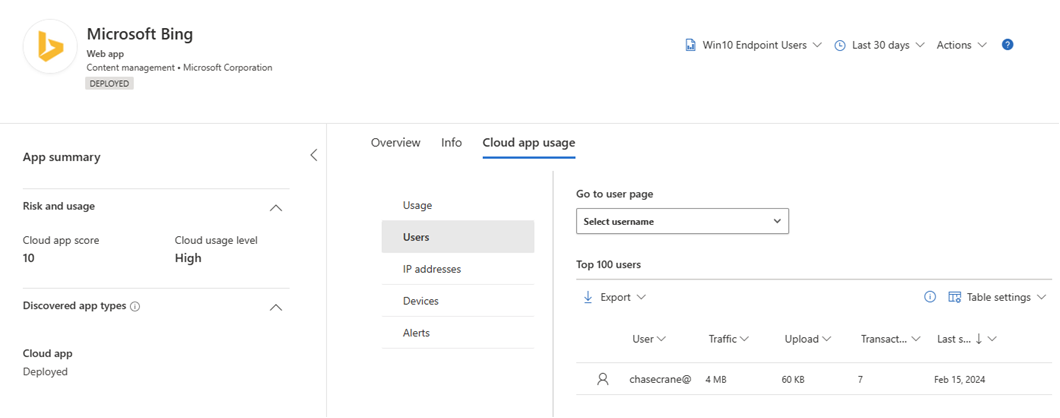 Microsoft Bing
Web app
Content management • Microsoft Corporation
DEPLOYED
Win10 Endpoint Users
Last 30 days
Actions
?
App summary
Risk and usage
Cloud app score
Cloud usage level
10
High
Discovered app types
Cloud app
Deployed
Overview
Info
Cloud app usage
Usage
Users
IP addresses
Devices
Alerts
Go to user page
Select username
Top 100 users
Export
Table settings
User
Traffic
Upload
Transact...
Last s...
chasecrane@
4 MB
60 KB
7
Feb 15, 2024